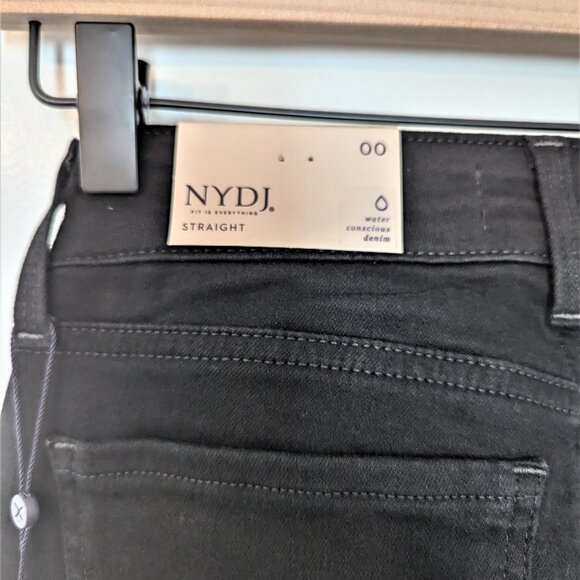 00
NYDJ®
FIT IS EVERYTHING
STRAIGHT
water
conscious
denim
X